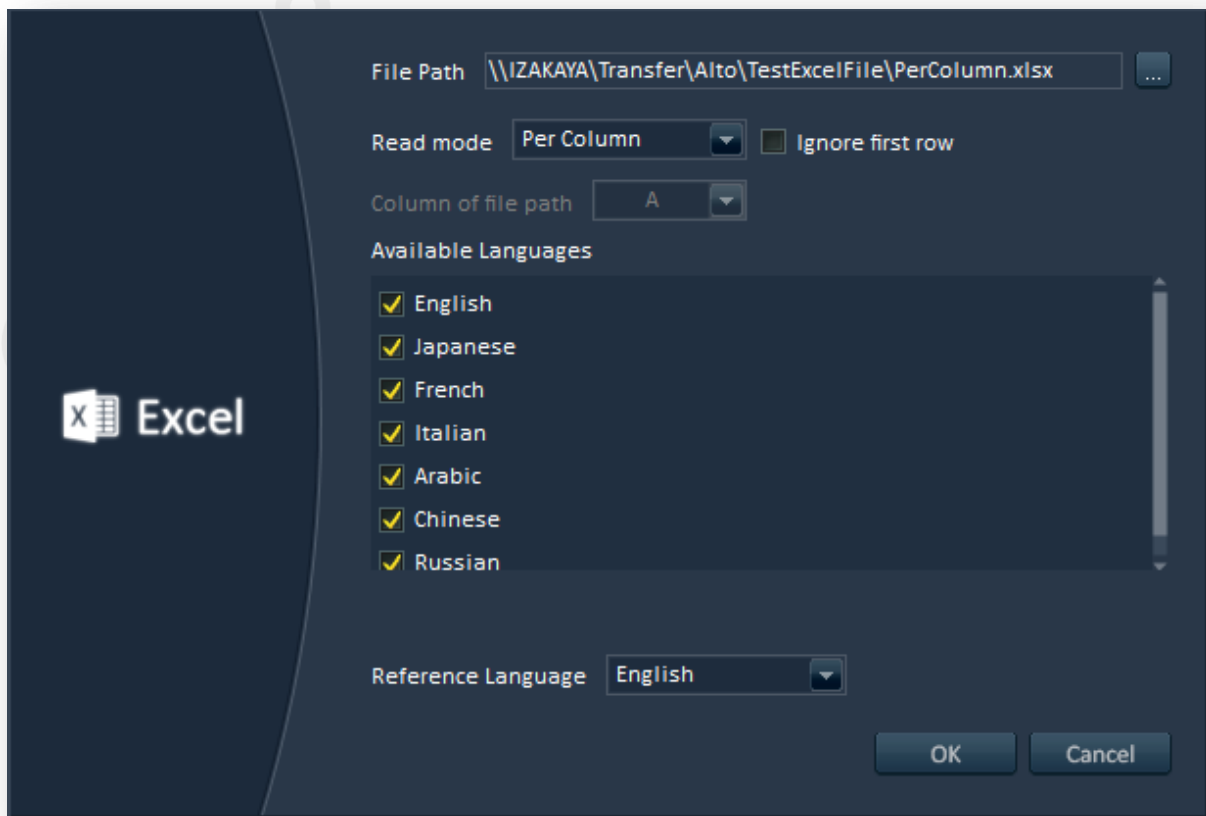 File Path \\IZAKAYA\Transfer\Alto\TestExcelFile\PerColumn.xlsx ...
Read mode Per Column Ignore first row
Column of file path A
Available Languages
English
Japanese
French
Italian
Arabic
Chinese
Russian
X Excel
Reference Language English
OK Cancel